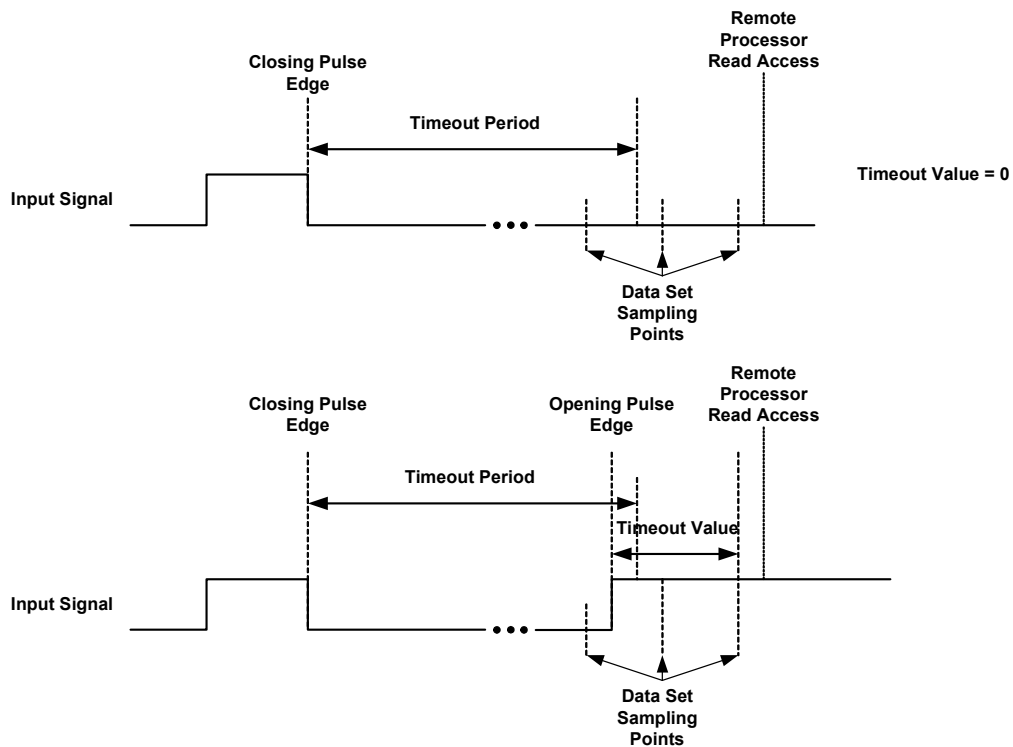 Remote
Processor
Read Access
Closing Pulse
Edge
Timeout Period
Timeout Value = 0
Input Signal
Data Set
Sampling
Points
Remote
Processor
Read Access
Closing Pulse
Edge
Opening Pulse
Edge
Timeout Period
Timeout Value
Input Signal
Data Set
Sampling
Points